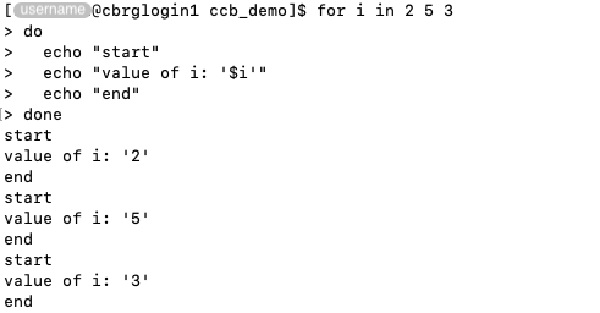 [username@cbrglogin1 ccb_demo]$ for i in 2 5 3
> do
>   echo "start"
>   echo "value of i: '$i'"
>   echo "end"
[> done
start
value of i: '2'
end
start
value of i: '5'
end
start
value of i: '3'
end